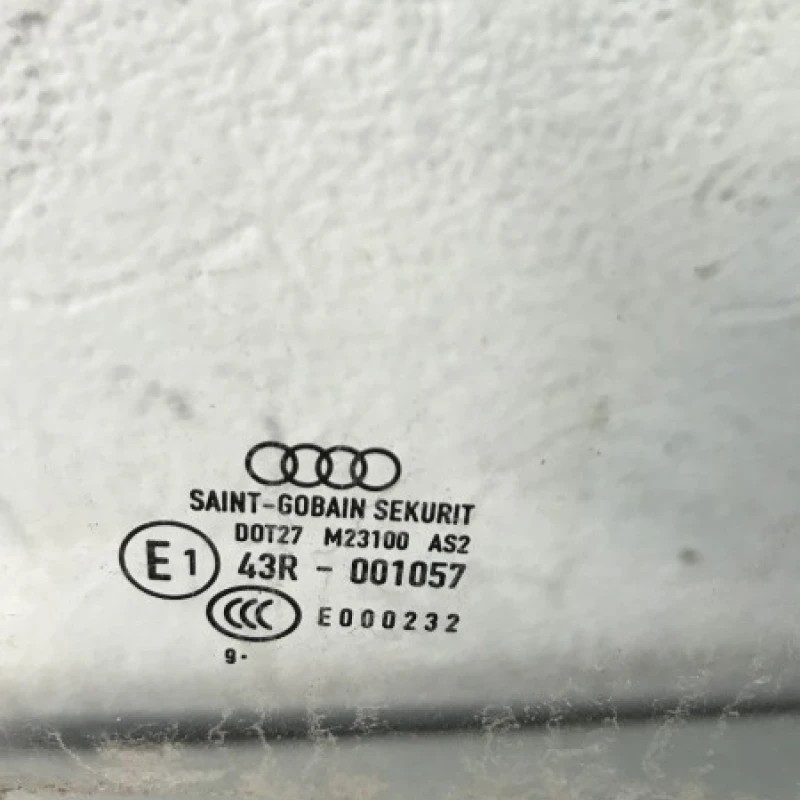 SAINT-GOBAIN SEKURIT
DOT27 M23100 AS2
E1 43R - 001057
CCC E000232
9-